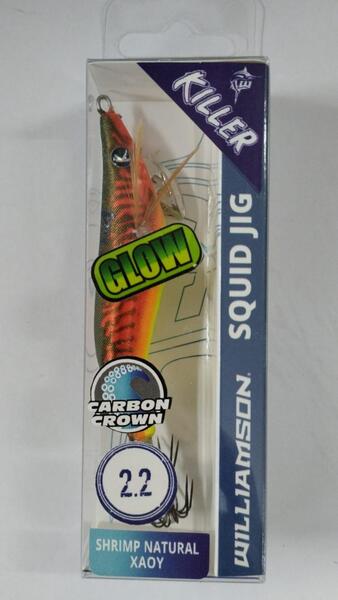 KILLER
WILLIAMSON® SQUID JIG
GLOW
CARBON
CROWN
2.2
SHRIMP NATURAL
XAOY